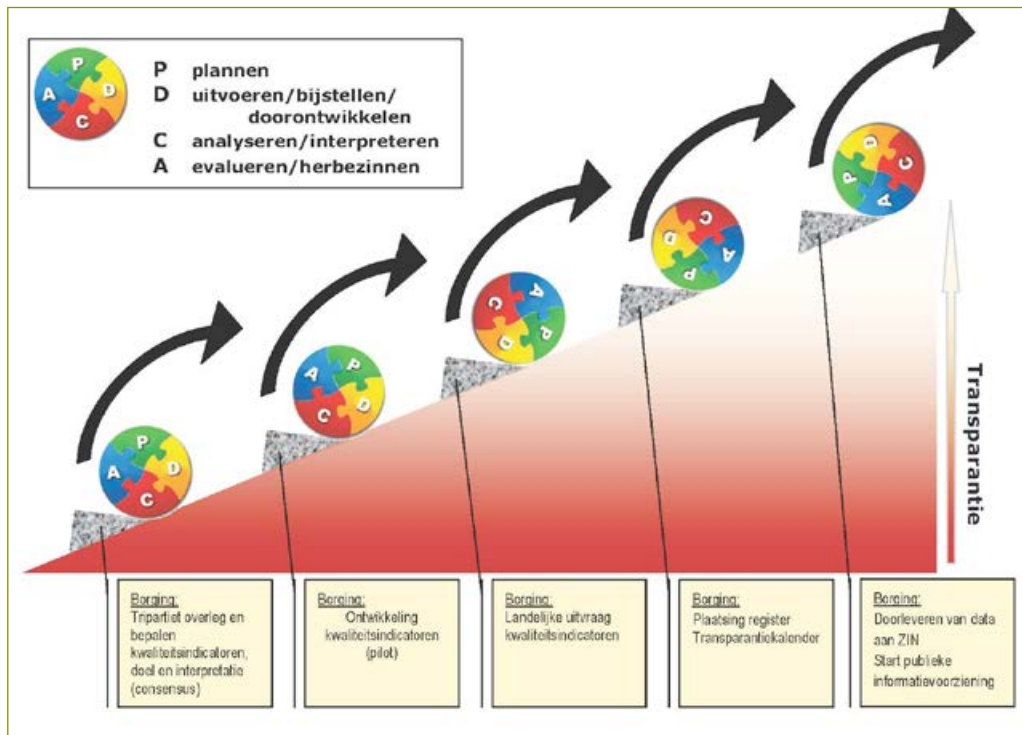 P
A
D
C
P plannen
D uitvoeren/bijstellen/
doorontwikkelen
C analyseren/interpreteren
A evalueren/herbezinnen
P
A
D
C
A
P
C
D
C
A
D
P
C
D
A
P
D
C
P
A
Transparantie
Borging:
Tripartiet overleg en
bepalen
kwaliteitsindicatoren,
doel en interpretatie
(consensus)
Borging:
Ontwikkeling
kwaliteitsindicatoren
(pilot)
Borging:
Landelijke uitvraag
kwaliteitsindicatoren
Borging:
Plaatsing register
Transparantiekalender
Borging:
Doorleveren van data
aan ZIN
Start publieke
informatievoorziening